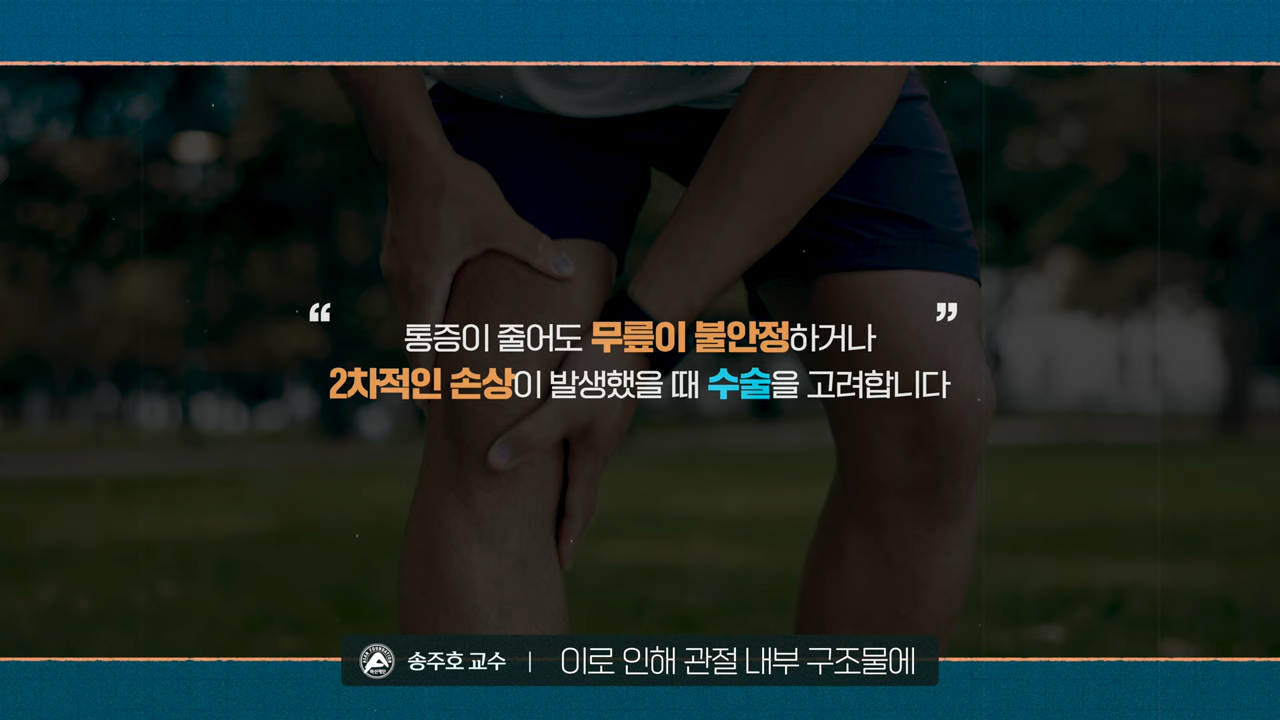 “ 통증이 줄어도 무릎이 불안정하거나 ”
2차적인 손상이 발생했을 때 수술을 고려합니다
송주호 교수 | 이로 인해 관절 내부 구조물에